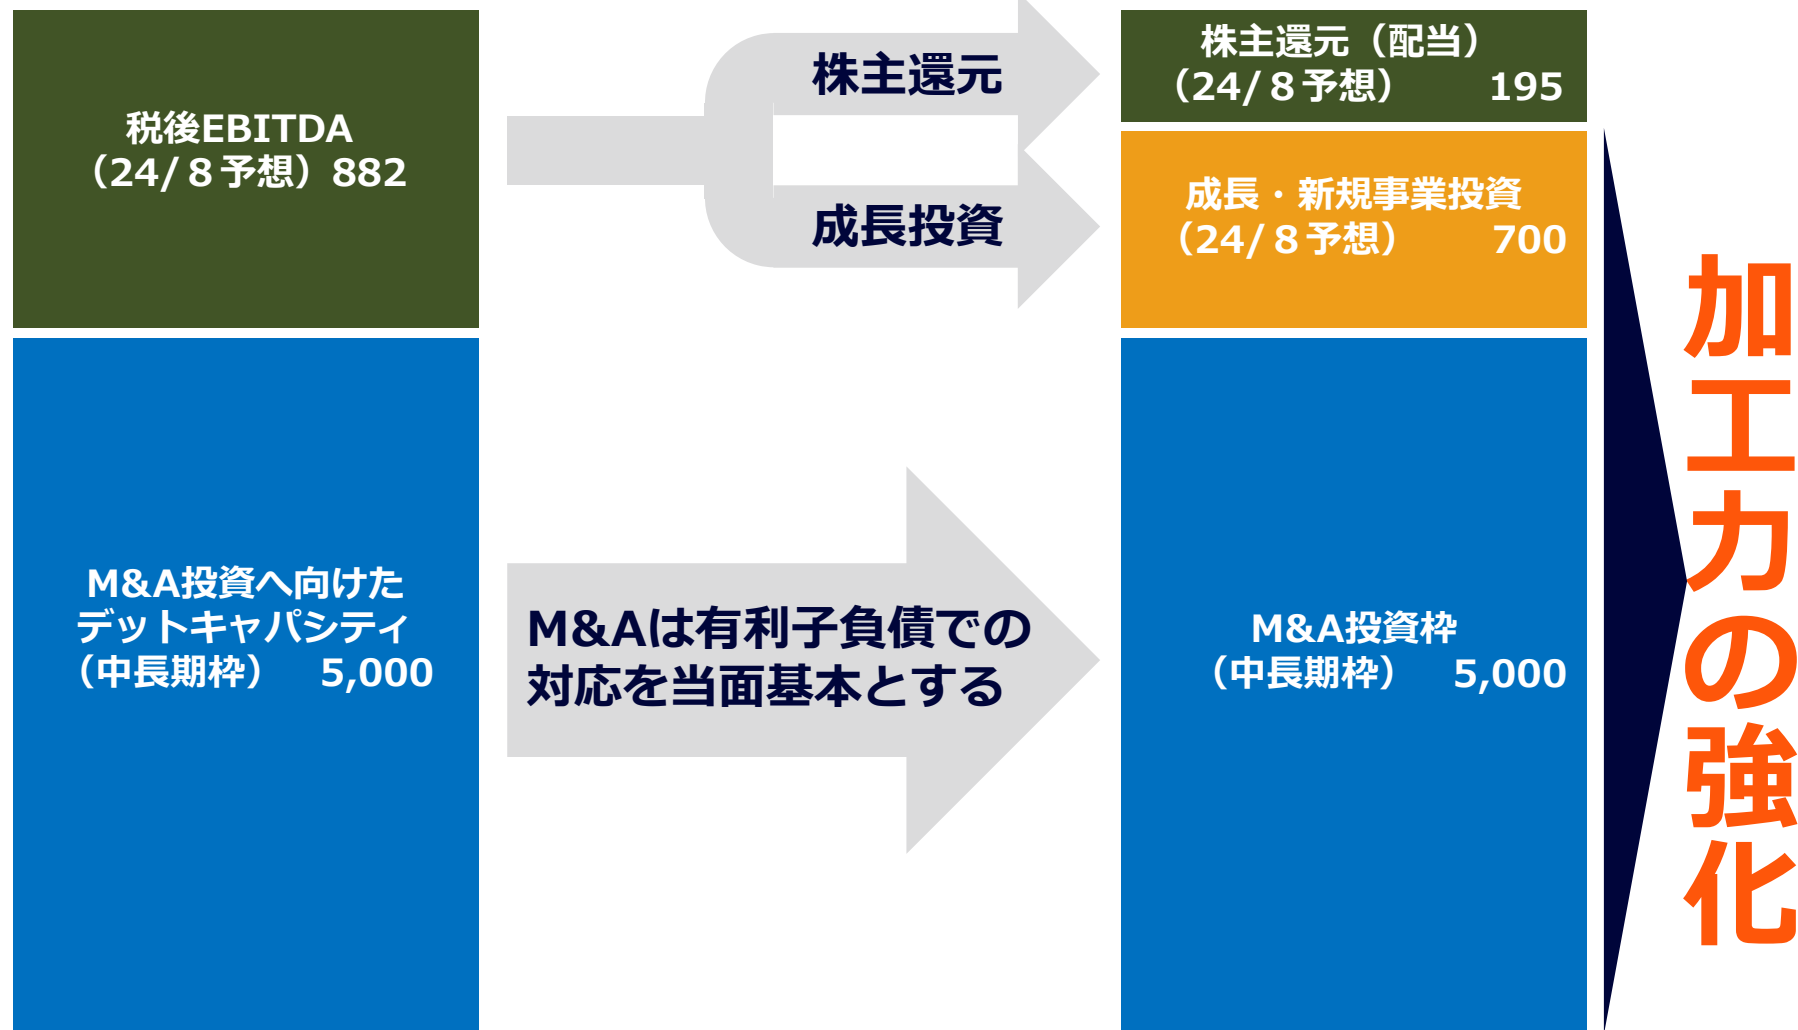 税後EBITDA
（24/８予想）882
株主還元
成長投資
株主還元（配当）
（24/８予想）　　195
成長・新規事業投資
（24/８予想）　　700
M&A投資へ向けた
デットキャパシティ
（中長期枠）　5,000
M&Aは有利子負債での
対応を当面基本とする
M&A投資枠
（中長期枠）　5,000
加工力の強化